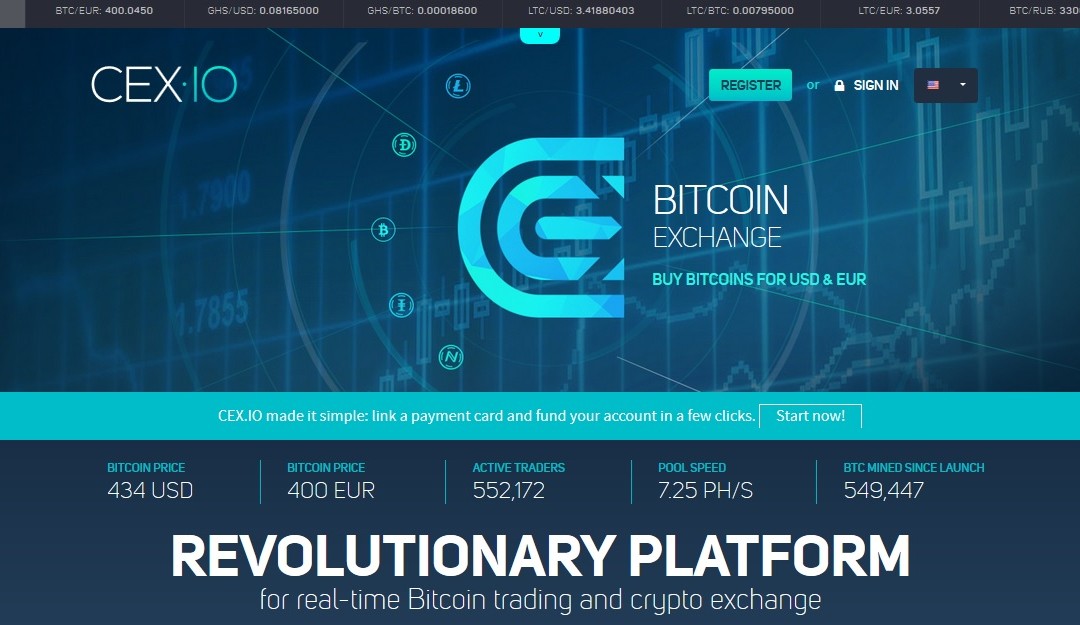 BTC/EUR: 400.0450 GHS/USD: 0.08165000 GHS/BTC: 0.00018600 LTC/USD: 3.41880403 LTC/BTC: 0.00795000 LTC/EUR: 3.0557 BTC/RUB:
CEX.IO
REGISTER or SIGN IN
1.7900
BITCOIN
EXCHANGE
BUY BITCOINS FOR USD & EUR
1.7855
CEX.IO made it simple: link a payment card and fund your account in a few clicks. Start now!
BITCOIN PRICE BITCOIN PRICE ACTIVE TRADERS POOL SPEED BTC MINED SINCE LAUNCH
434 USD 400 EUR 552,172 7.25 PH/S 549,447
REVOLUTIONARY PLATFORM
for real-time Bitcoin trading and crypto exchange